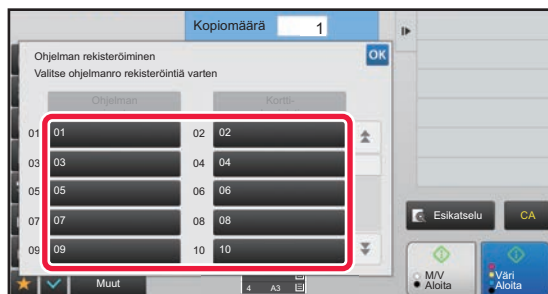 Kopiomäärä 1
Ohjelman rekisteröiminen OK
Valitse ohjelmanro rekisteröintiä varten
Ohjelman Kortti-
01 01 02 02
03 03 04 04
05 05 06 06
07 07 08 08
09 09 10 10
Esikatselu CA
Muut 4 A3
M/V Aloita
Väri Aloita